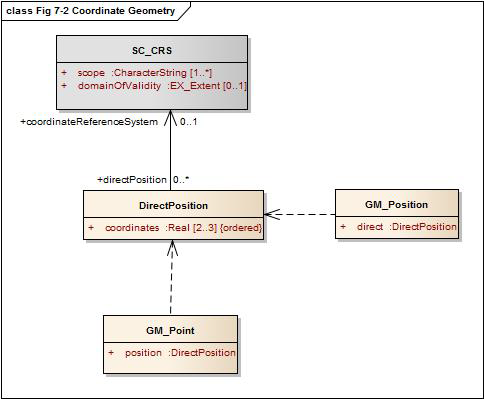 class Fig 7-2 Coordinate Geometry
SC_CRS
+ scope :CharacterString [1..*]
+ domainOfValidity :EX_Extent [0..1]
+coordinateReferenceSystem 0..1
+directPosition 0..*
DirectPosition
+ coordinates :Real [2..3] {ordered}
GM_Position
+ direct :DirectPosition
GM_Point
+ position :DirectPosition